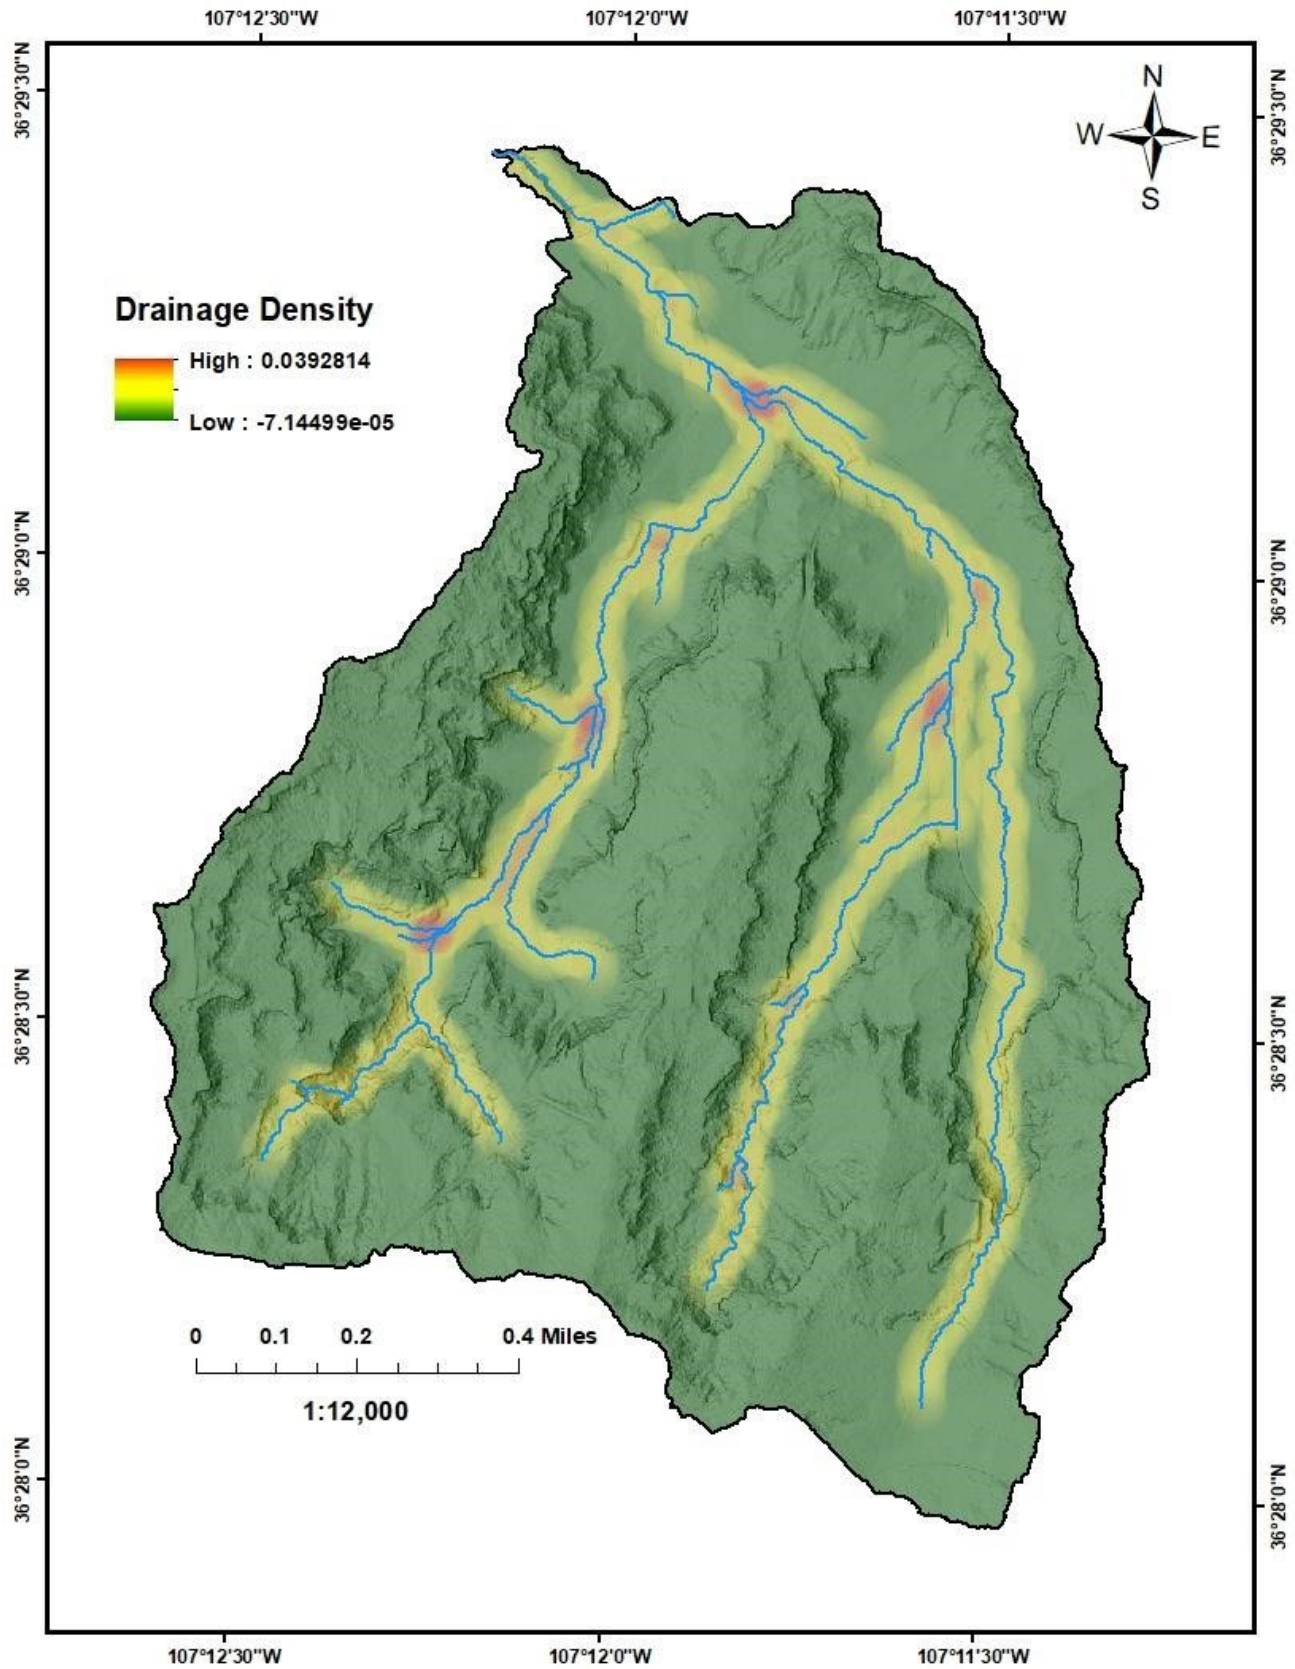 107°12'30"W 107°12'0"W 107°11'30"W
36°29'30"N
36°29'30"N
N
W E
S
Drainage Density
High : 0.0392814
Low : -7.14499e-05
36°29'0"N
36°29'0"N
36°28'30"N
36°28'30"N
0 0.1 0.2 0.4 Miles
1:12,000
36°28'0"N
36°28'0"N
107°12'30"W 107°12'0"W 107°11'30"W